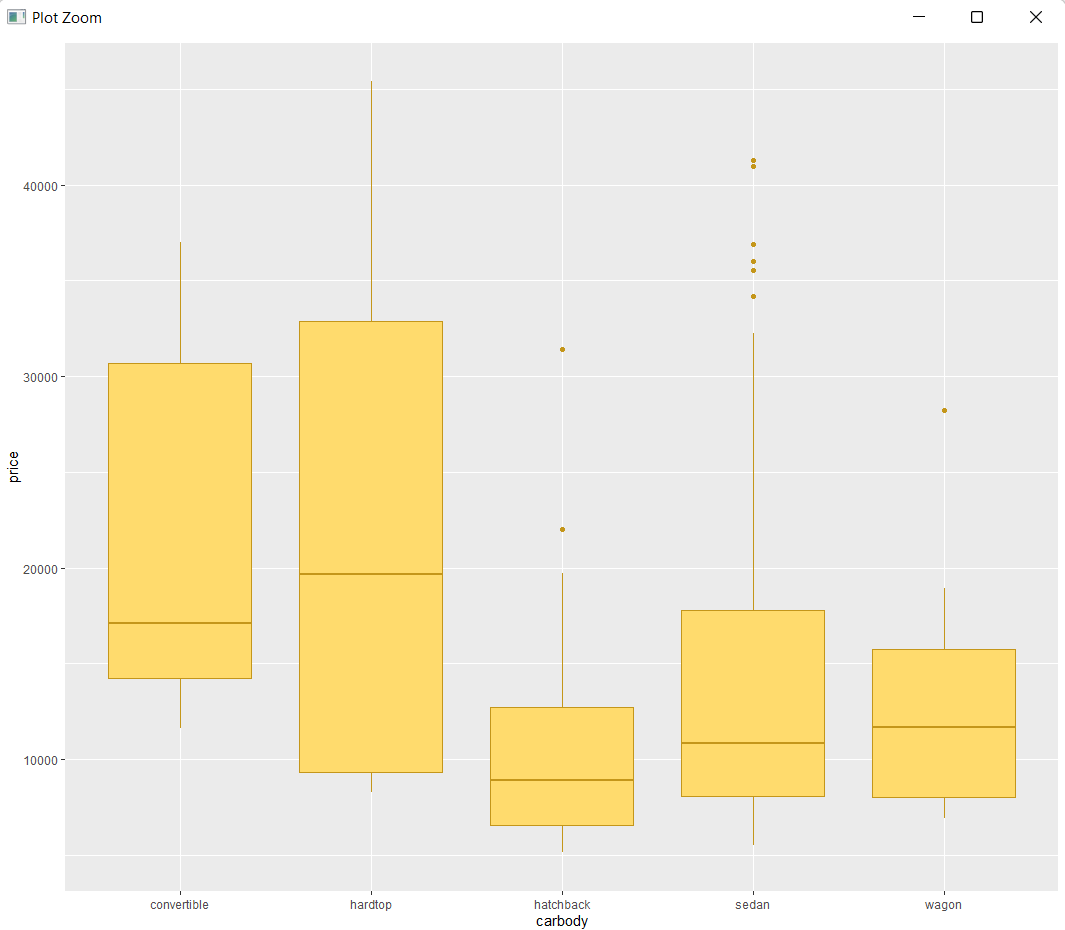 Plot Zoom
40000
30000
20000
10000
price
convertible hardtop hatchback sedan wagon
carbody